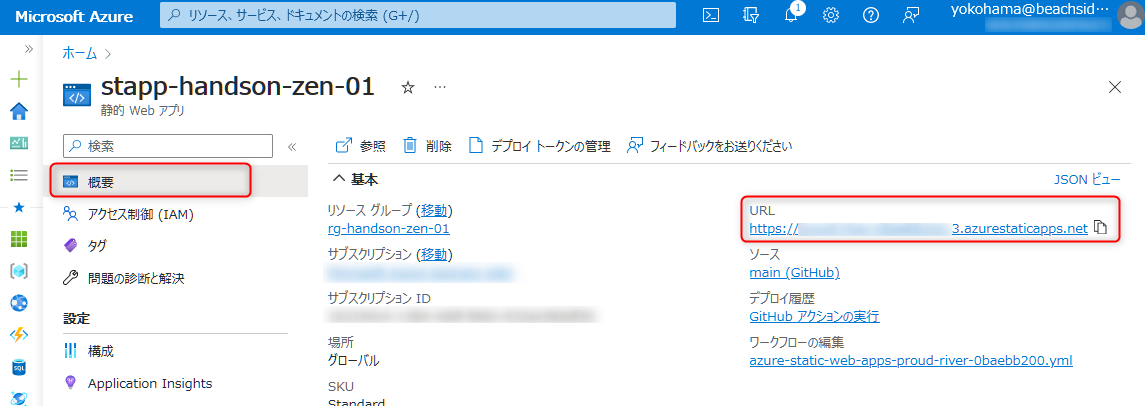 Microsoft Azure
リソース、サービス、ドキュメントの検索 (G+/)
1
yokohama@beachsid...
ホーム
stapp-handson-zen-01
静的 Web アプリ
検索
概要
アクセス制御 (IAM)
タグ
問題の診断と解決
設定
構成
Application Insights
参照
削除
デプロイ トークンの管理
フィードバックをお送りください
基本
JSON ビュー
リソース グループ (移動)
rg-handson-zen-01
サブスクリプション (移動)
サブスクリプション ID
場所
グローバル
SKU
Standard
URL
https:// 3.azurestaticapps.net
ソース
main (GitHub)
デプロイ履歴
GitHub アクションの実行
ワークフローの編集
azure-static-web-apps-proud-river-0baebb200.yml